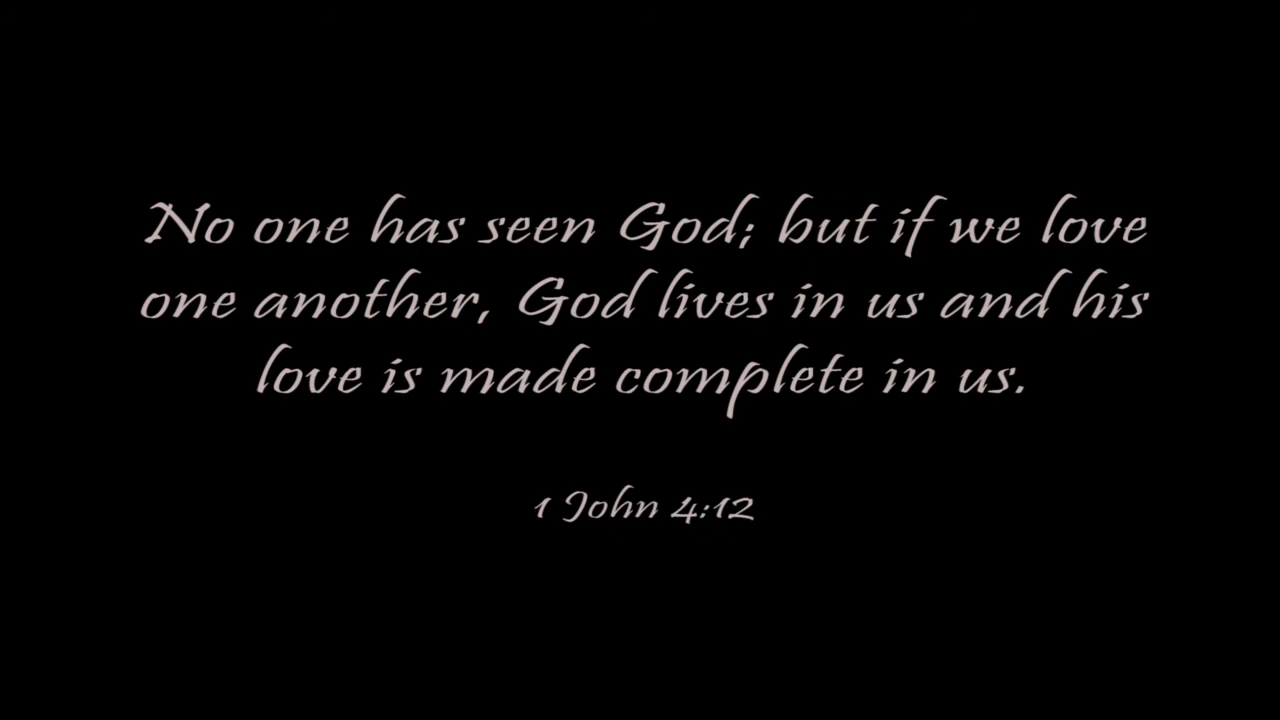 No one has seen God; but if we love
one another, God lives in us and his
love is made complete in us.
1 John 4:12